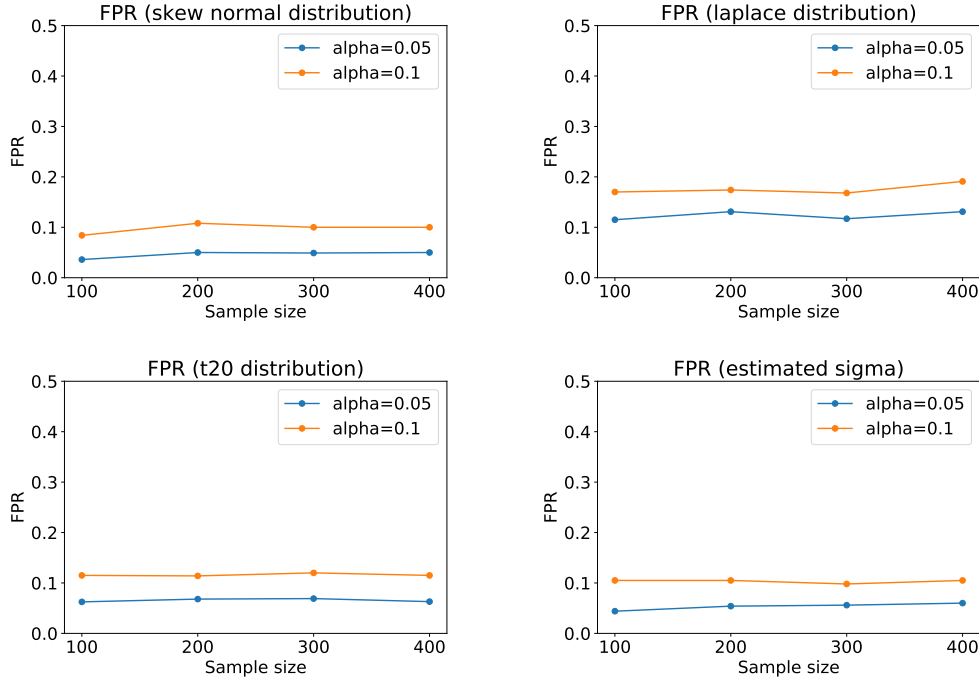 FPR (skew normal distribution)
0.5
0.4
0.3
0.2
0.1
0.0
FPR
alpha=0.05
alpha=0.1
100 200 300 400
Sample size
FPR (laplace distribution)
0.5
0.4
0.3
0.2
0.1
0.0
FPR
alpha=0.05
alpha=0.1
100 200 300 400
Sample size
FPR (t20 distribution)
0.5
0.4
0.3
0.2
0.1
0.0
FPR
alpha=0.05
alpha=0.1
100 200 300 400
Sample size
FPR (estimated sigma)
0.5
0.4
0.3
0.2
0.1
0.0
FPR
alpha=0.05
alpha=0.1
100 200 300 400
Sample size